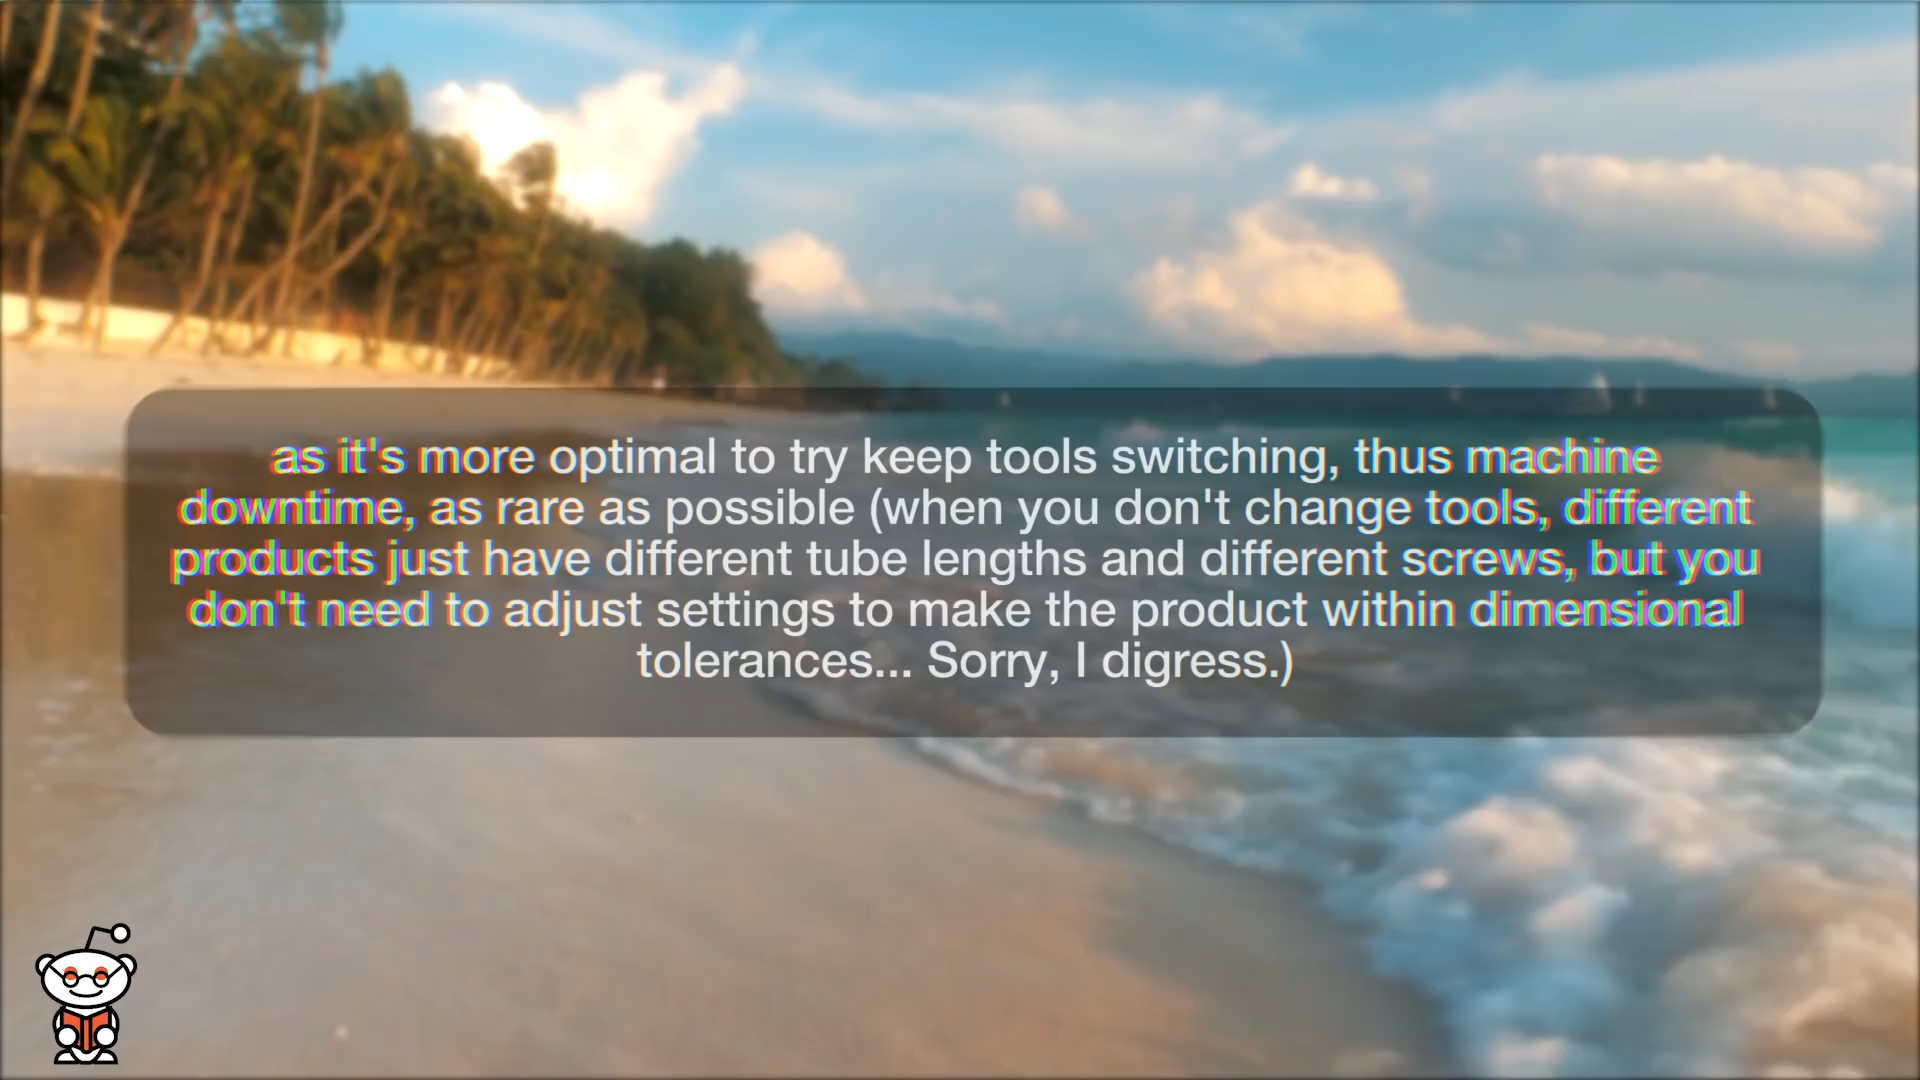 as it's more optimal to try keep tools switching, thus machine
downtime, as rare as possible (when you don't change tools, different
products just have different tube lengths and different screws, but you
don't need to adjust settings to make the product within dimensional
tolerances... Sorry, I digress.)